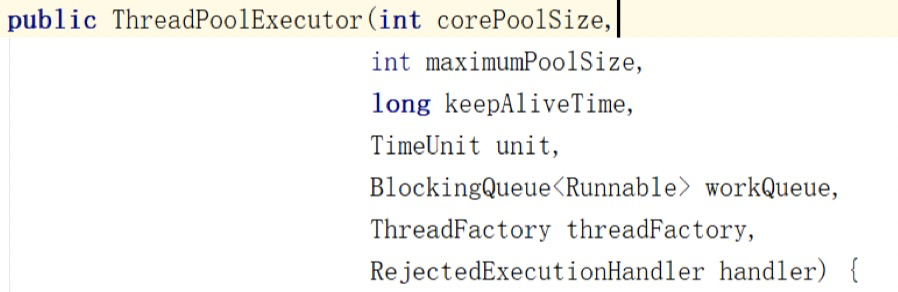 public ThreadPoolExecutor(int corePoolSize,
int maximumPoolSize,
long keepAliveTime,
TimeUnit unit,
BlockingQueue<Runnable> workQueue,
ThreadFactory threadFactory,
RejectedExecutionHandler handler) {